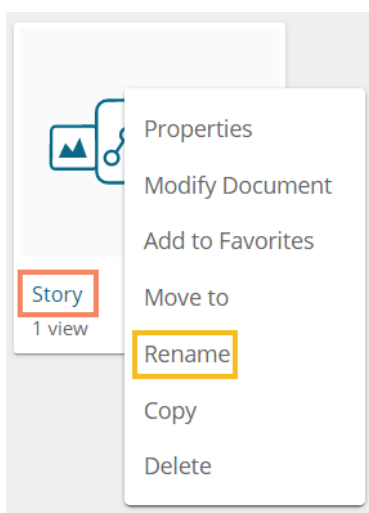 Properties
Modify Document
Add to Favorites
Story
Move to
1 view
Rename
Copy
Delete